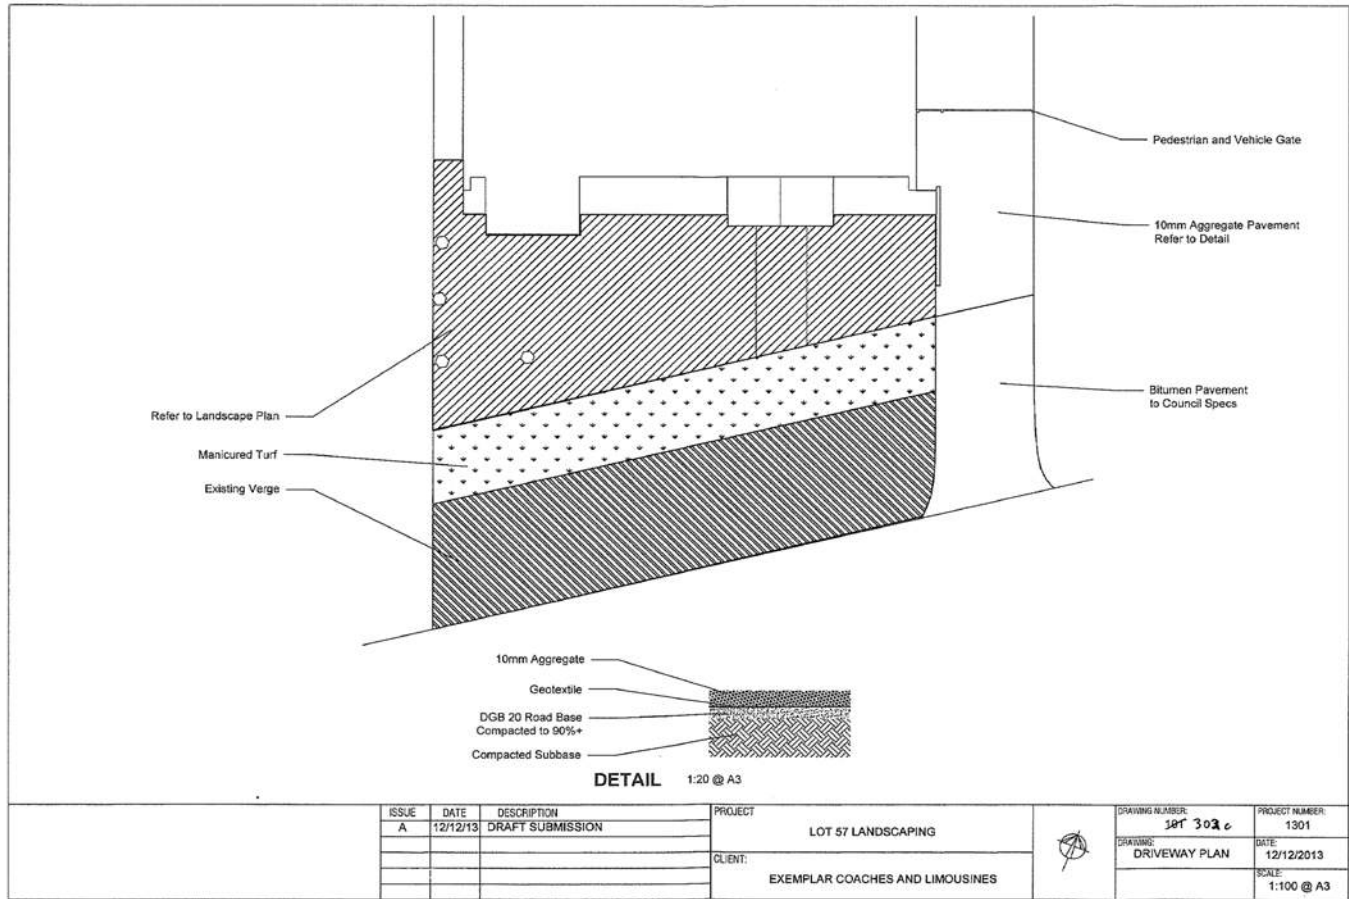 Pedestrian and Vehicle Gate
10mm Aggregate Pavement
Refer to Detail
Bitumen Pavement
to Council Specs
Refer to Landscape Plan
Manicured Turf
Existing Verge
10mm Aggregate
Geotextile
DGB 20 Road Base
Compacted to 90%+
Compacted Subbase
DETAIL 1:20 @ A3
ISSUE DATE DESCRIPTION
A 12/12/13 DRAFT SUBMISSION
PROJECT
LOT 57 LANDSCAPING
CLIENT:
EXEMPLAR COACHES AND LIMOUSINES
DRAWING NUMBER:
PROJECT NUMBER:
1301
DRAWING:
DRIVEWAY PLAN
DATE:
12/12/2013
SCALE:
1:100 @ A3